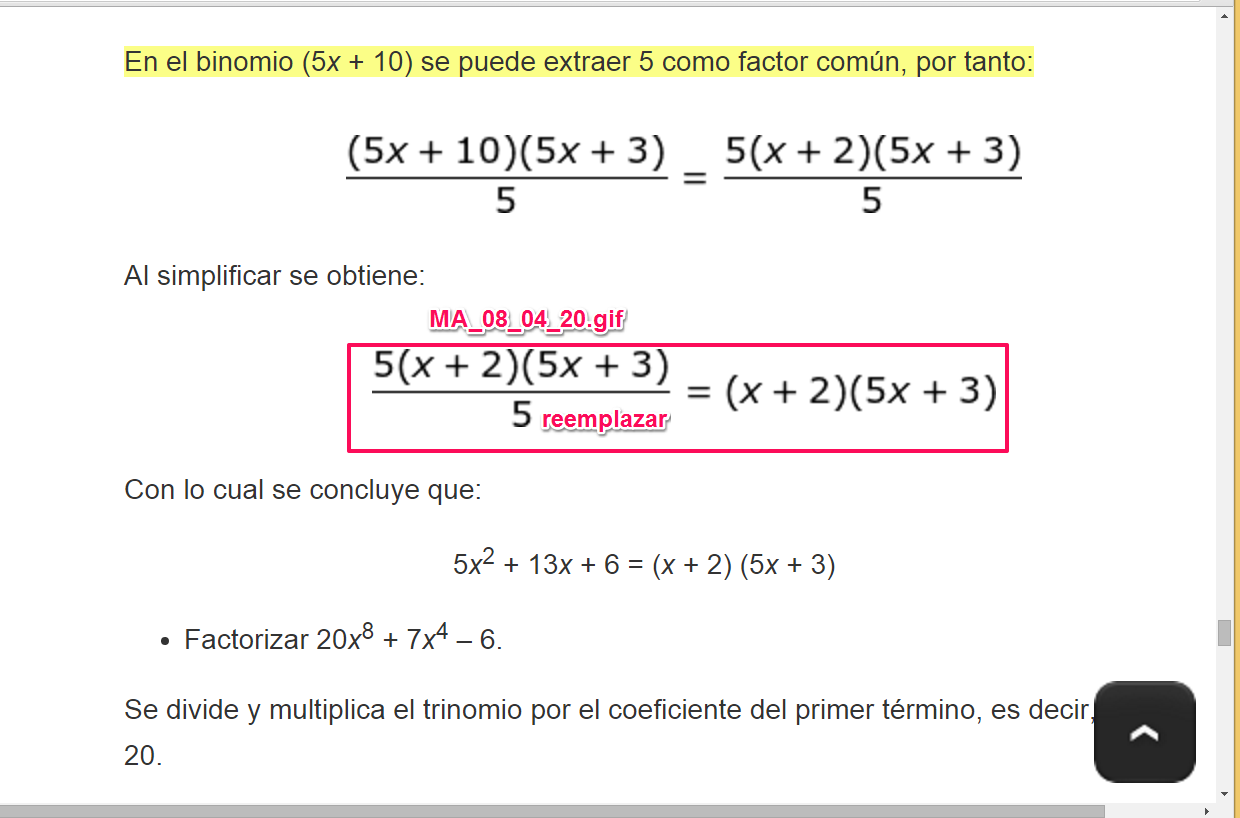 En el binomio (5x + 10) se puede extraer 5 como factor común, por tanto:
(5x + 10)(5x + 3) / 5 = 5(x + 2)(5x + 3) / 5
Al simplificar se obtiene:
MA_08_04_20.gif
5(x + 2)(5x + 3) / 5 = (x + 2)(5x + 3)
reemplazar
Con lo cual se concluye que:
5x² + 13x + 6 = (x + 2) (5x + 3)
• Factorizar 20x⁸ + 7x⁴ – 6.
Se divide y multiplica el trinomio por el coeficiente del primer término, es decir,
20.